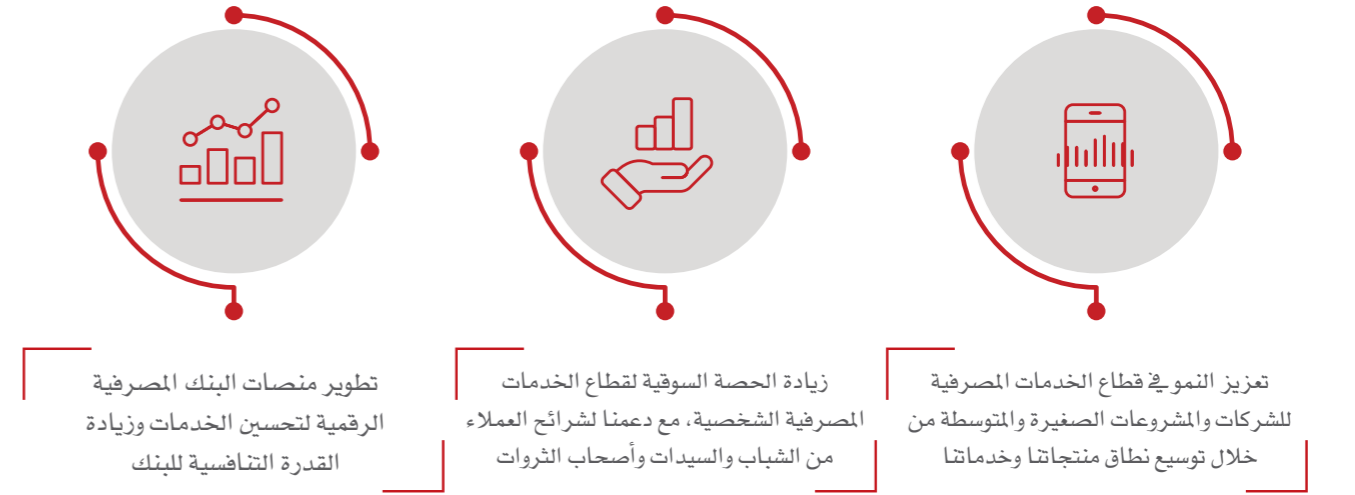 تعزيز النمو في قطاع الخدمات المصرفية
للشركات والمشروعات الصغيرة والمتوسطة من
خلال توسيع نطاق منتجاتنا وخدماتنا
زيادة الحصة السوقية لقطاع الخدمات
المصرفية الشخصية، مع دعمنا لشرائح العملاء
من الشباب والسيدات وأصحاب الثروات
تطوير منصات البنك المصرفية
الرقمية لتحسين الخدمات وزيادة
القدرة التنافسية للبنك